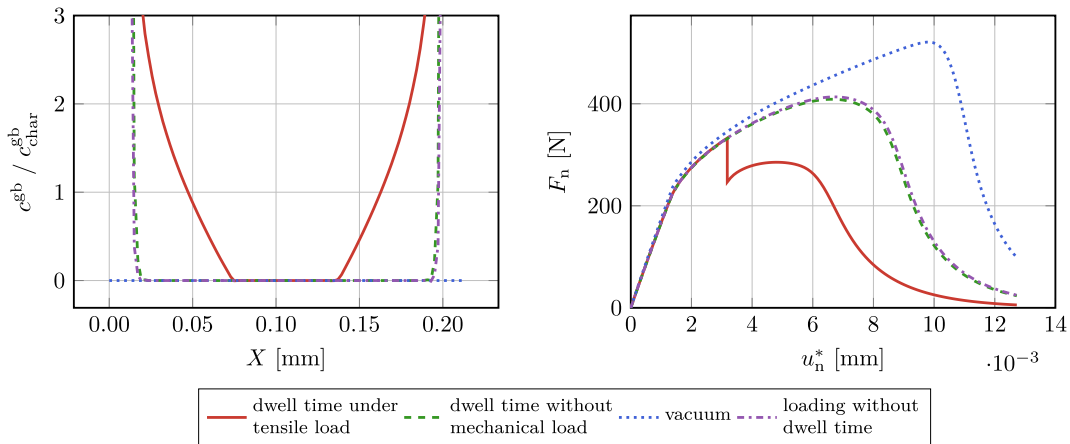 3
2
1
0
c^gb / c^gb_char
0.00 0.05 0.10 0.15 0.20
X [mm]
400
200
0
F_n [N]
0 2 4 6 8 10 12 14
u*_n [mm]
·10^−3
dwell time under tensile load
dwell time without mechanical load
vacuum
loading without dwell time